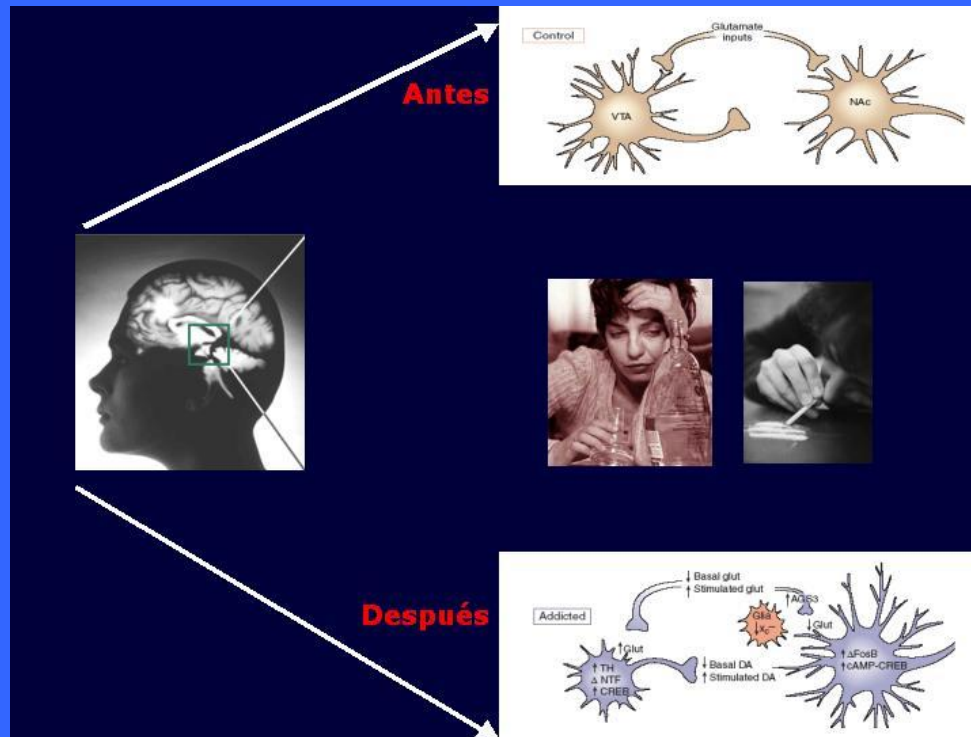 Control
Glutamate
inputs
Antes
VTA
NAc
Después
Addicted
↓ Basal glut
↑ Stimulated glut
↑AGS3
Glia
↓xc–
↓Glut
↑Glut
↑ TH
Δ NTF
↑ CREB
↓ Basal DA
↑ Stimulated DA
↑ΔFosB
↑cAMP-CREB